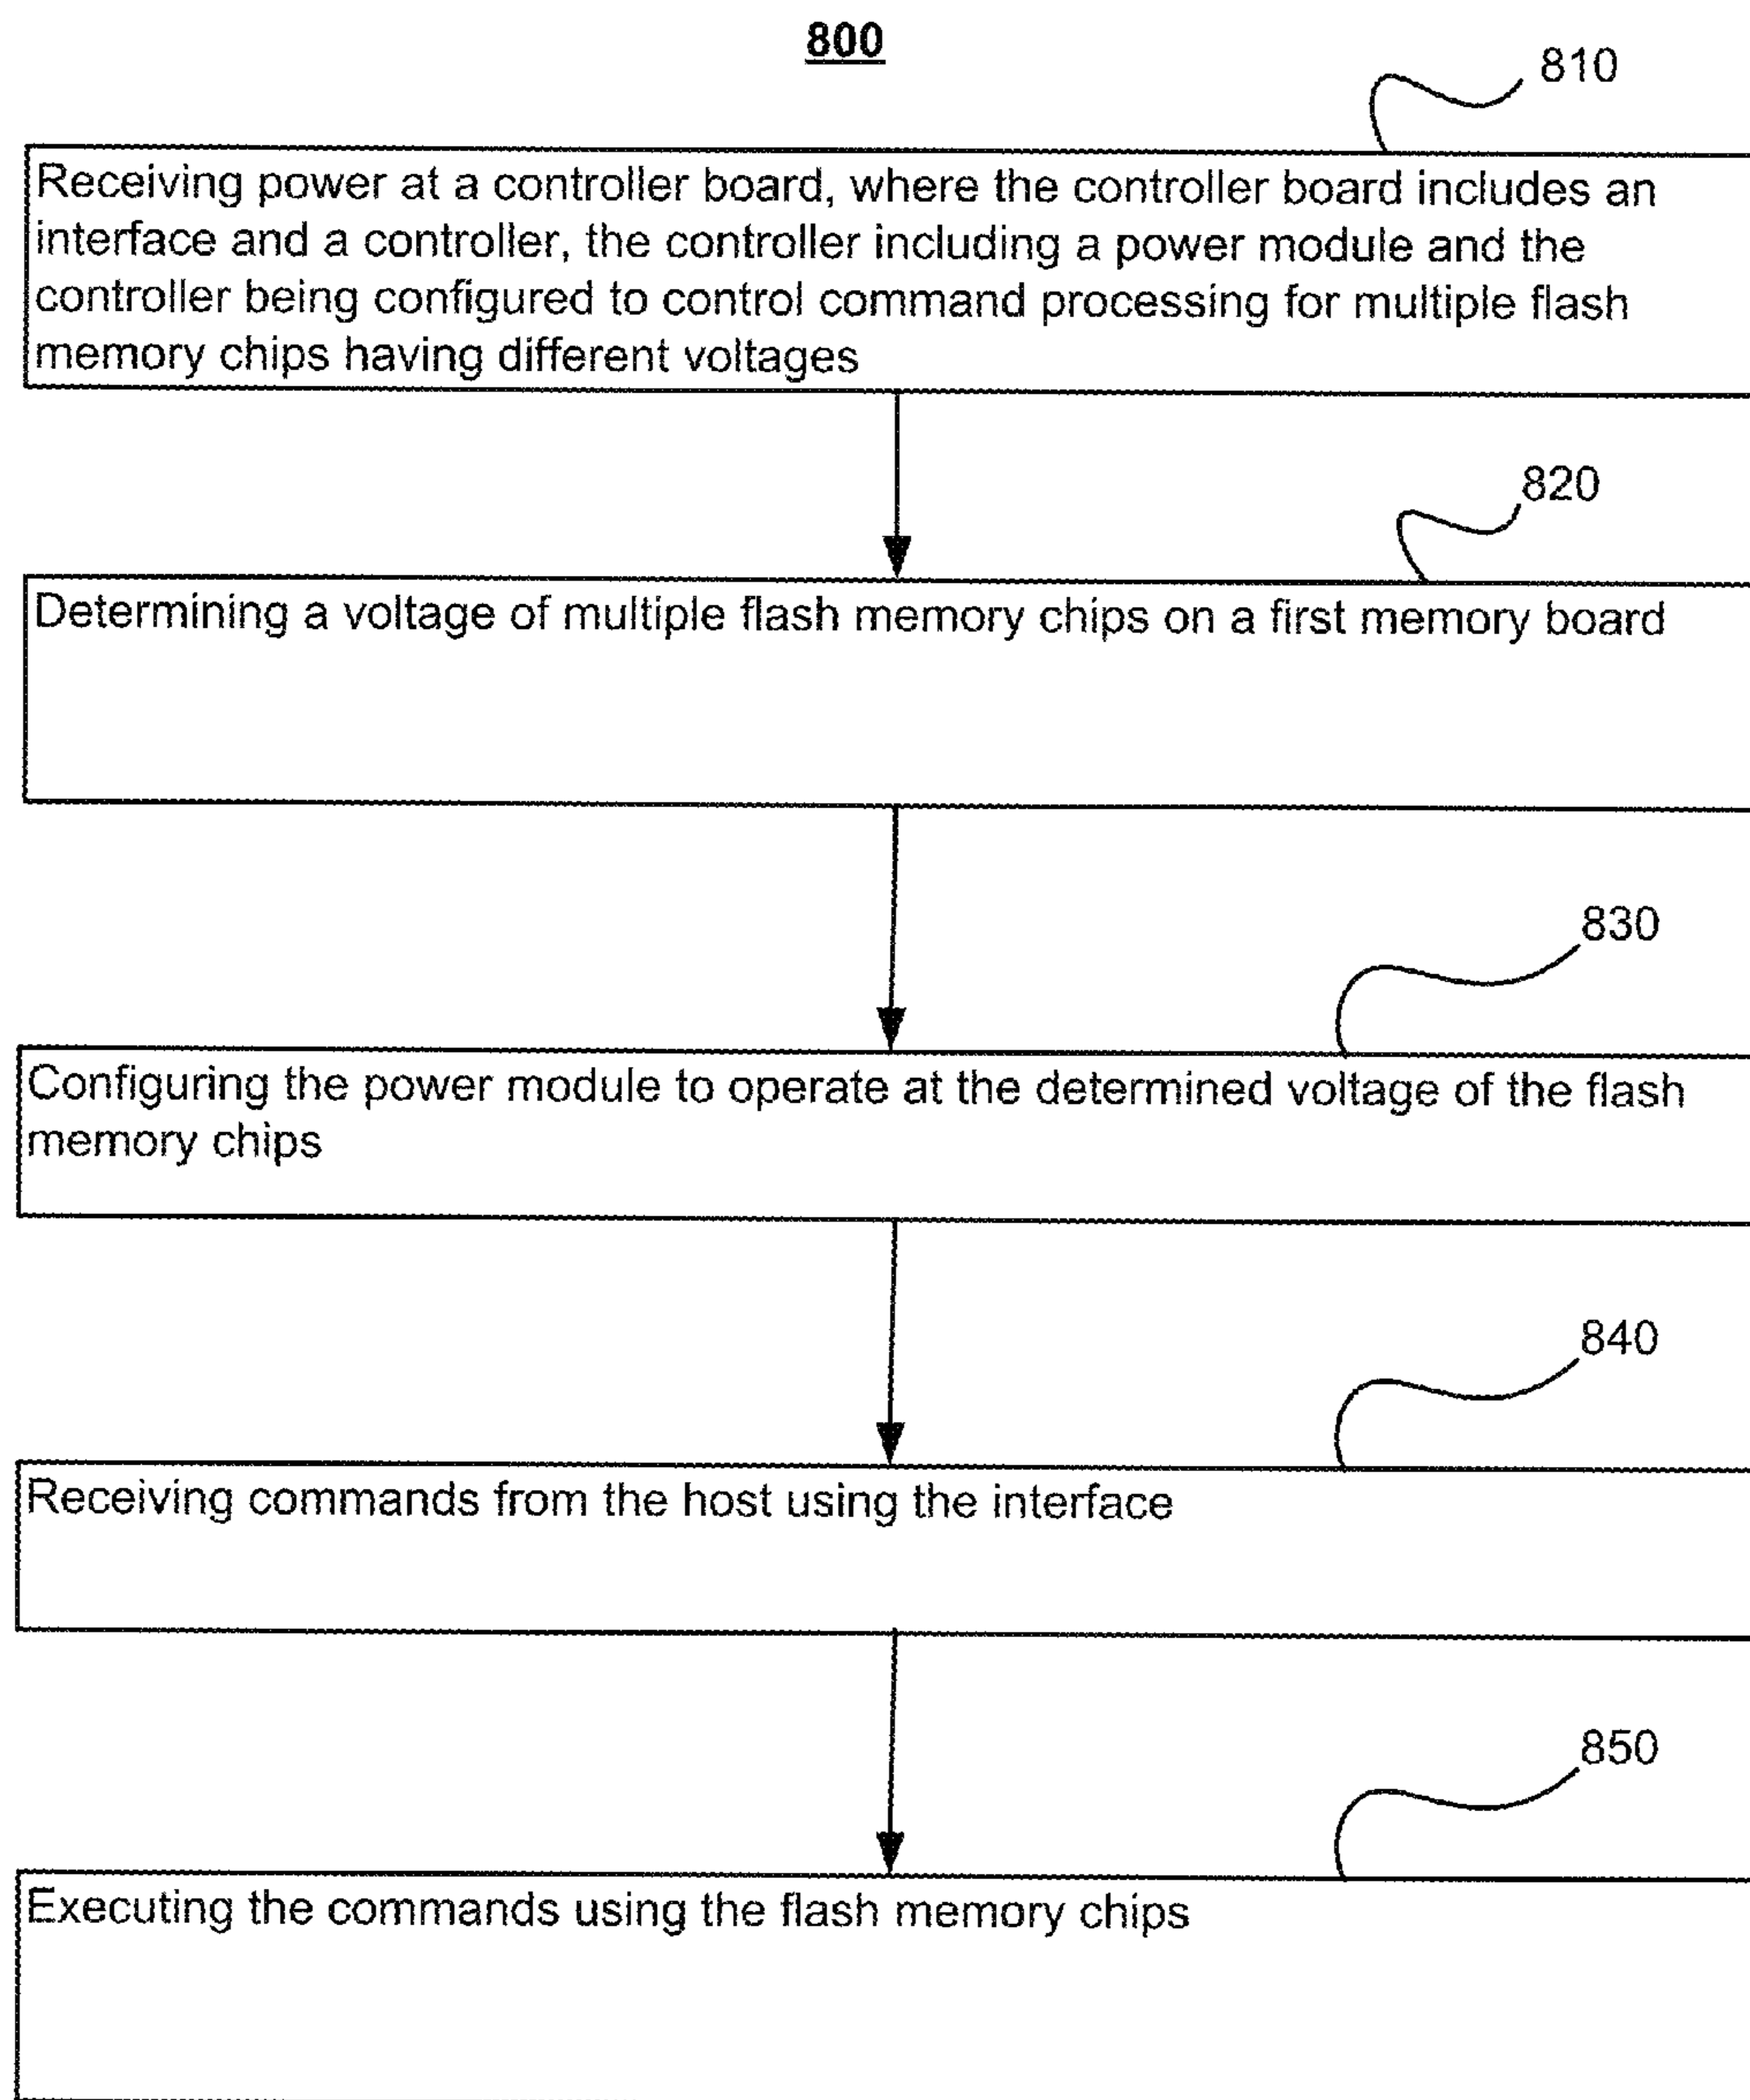 800
810
Receiving power at a controller board, where the controller board includes an
interface and a controller, the controller including a power module and the
controller being configured to control command processing for multiple flash
memory chips having different voltages
820
Determining a voltage of multiple flash memory chips on a first memory board
830
Configuring the power module to operate at the determined voltage of the flash
memory chips
840
Receiving commands from the host using the interface
850
Executing the commands using the flash memory chips